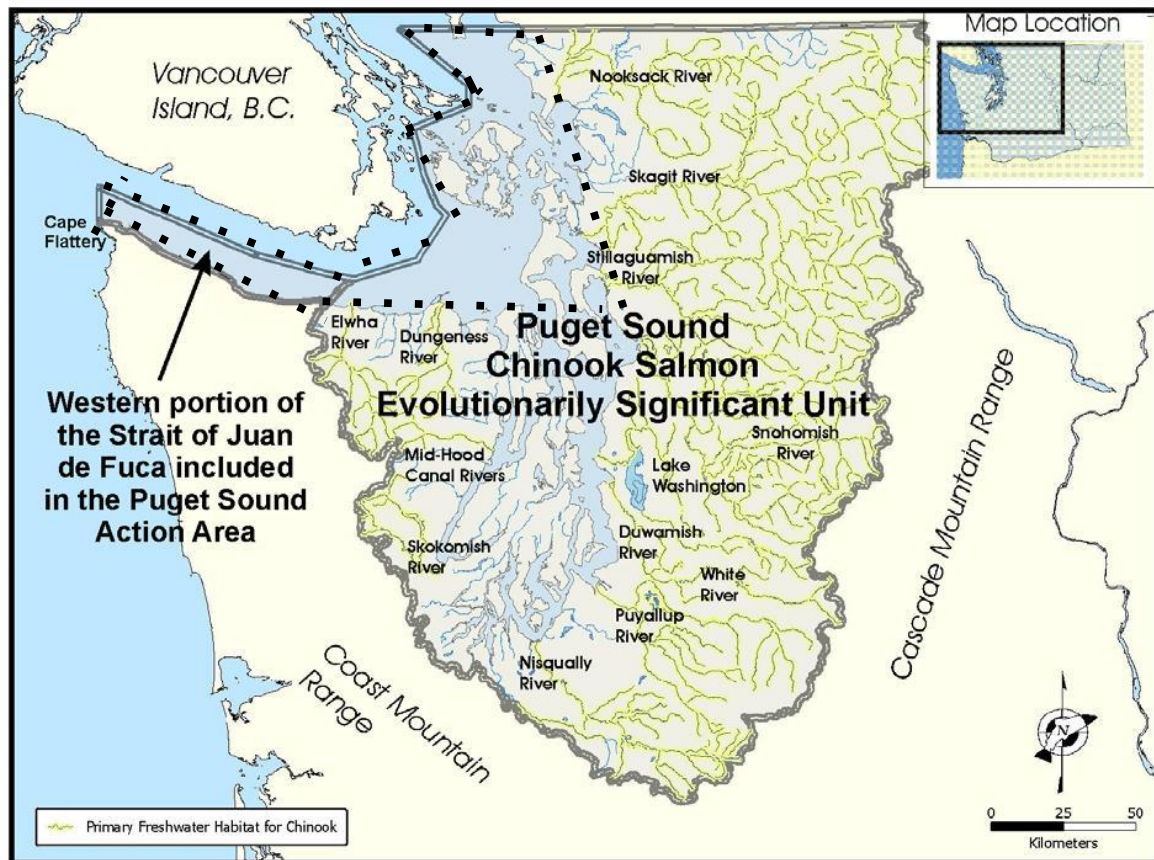 Map Location
Vancouver
Island, B.C.
Nooksack River
Skagit River
Cape
Flattery
Stillaguamish
River
Elwha
River
Dungeness
River
Puget Sound
Chinook Salmon
Evolutionarily Significant Unit
Western portion of
the Strait of Juan
de Fuca included
in the Puget Sound
Action Area
Snohomish
River
Mid-Hood
Canal Rivers
Lake
Washington
Cascade Mountain Range
Skokomish
River
Duwamish
River
White
River
Puyallup
River
Nisqually
River
Coast Mountain
Range
N
Primary Freshwater Habitat for Chinook
0 25 50
Kilometers